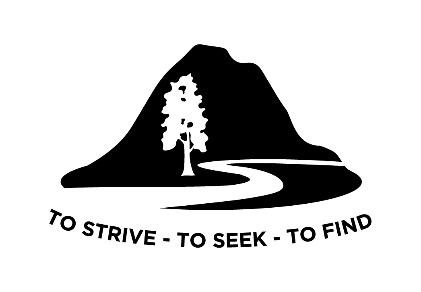 TO STRIVE - TO SEEK - TO FIND